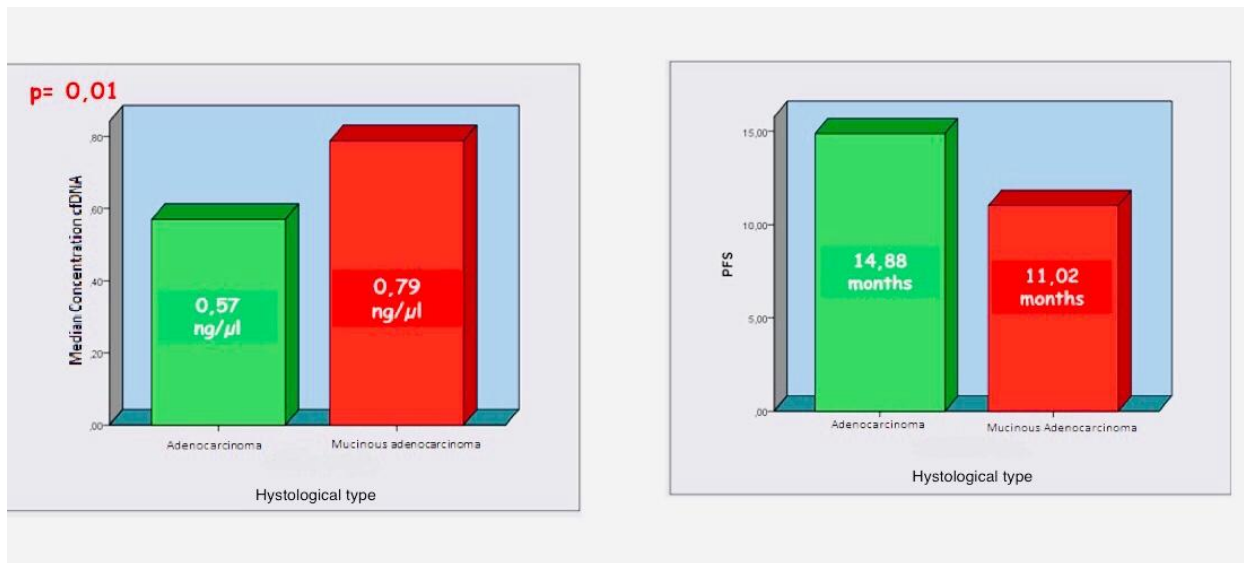 p= 0,01
Median Concentration cfDNA
,80
,60
,40
,20
,00
0,57
ng/µl
0,79
ng/µl
Adenocarcinoma
Mucinous adenocarcinoma
Hystological type
PFS
15,00
10,00
5,00
,00
14,88
months
11,02
months
Adenocarcinoma
Mucinous Adenocarcinoma
Hystological type